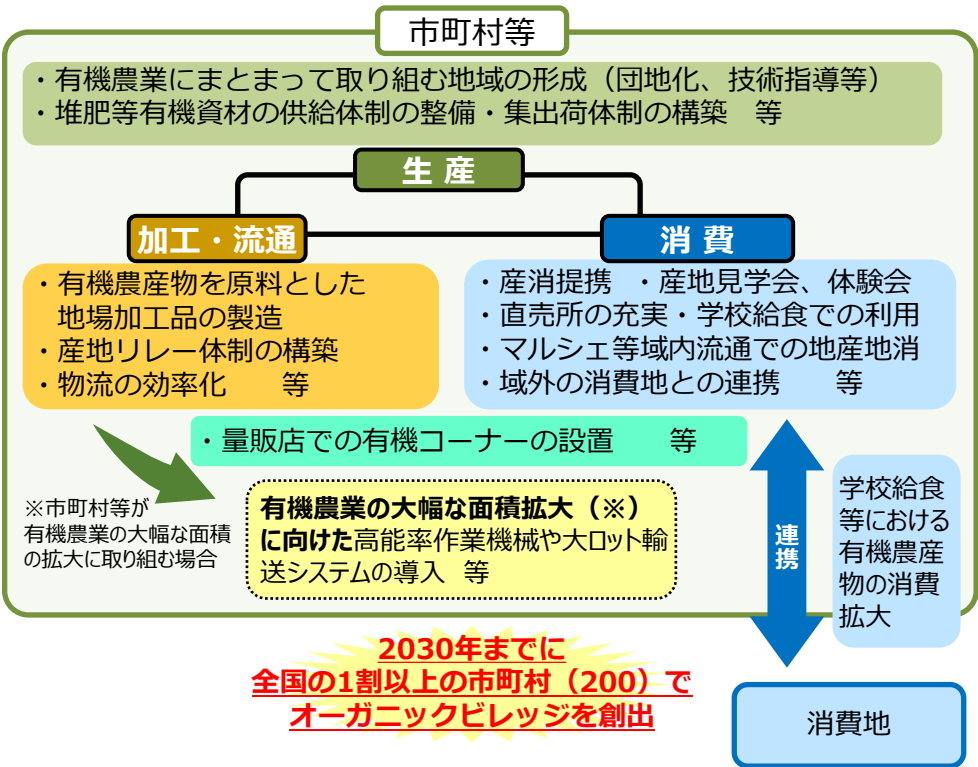 市町村等
・有機農業にまとまって取り組む地域の形成（団地化、技術指導等）
・堆肥等有機資材の供給体制の整備・集出荷体制の構築　等
生 産
加工・流通
消 費
・有機農産物を原料とした
地場加工品の製造
・産地リレー体制の構築
・物流の効率化　　等
・産消提携　・産地見学会、体験会
・直売所の充実・学校給食での利用
・マルシェ等域内流通での地産地消
・域外の消費地との連携　　等
・量販店での有機コーナーの設置　　等
※市町村等が
有機農業の大幅な面積
の拡大に取り組む場合
有機農業の大幅な面積拡大（※）
に向けた高能率作業機械や大ロット輸
送システムの導入　等
連携
学校給食
等における
有機農産
物の消費
拡大
2030年までに
全国の1割以上の市町村（200）で
オーガニックビレッジを創出
消費地